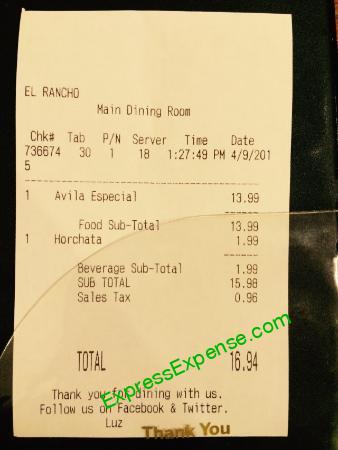 EL RANCHO
Main Dining Room
Chk# Tab P/N Server Time Date
736674 30 1 18 1:27:49 PM 4/9/201
5
1 Avila Especial 13.99
Food Sub-Total 13.99
1 Horchata 1.99
Beverage Sub-Total 1.99
SUB TOTAL 15.98
Sales Tax 0.96
TOTAL 16.94
ExpressExpense.com
Thank you for dining with us.
Follow us on Facebook & Twitter.
Luz
Thank You